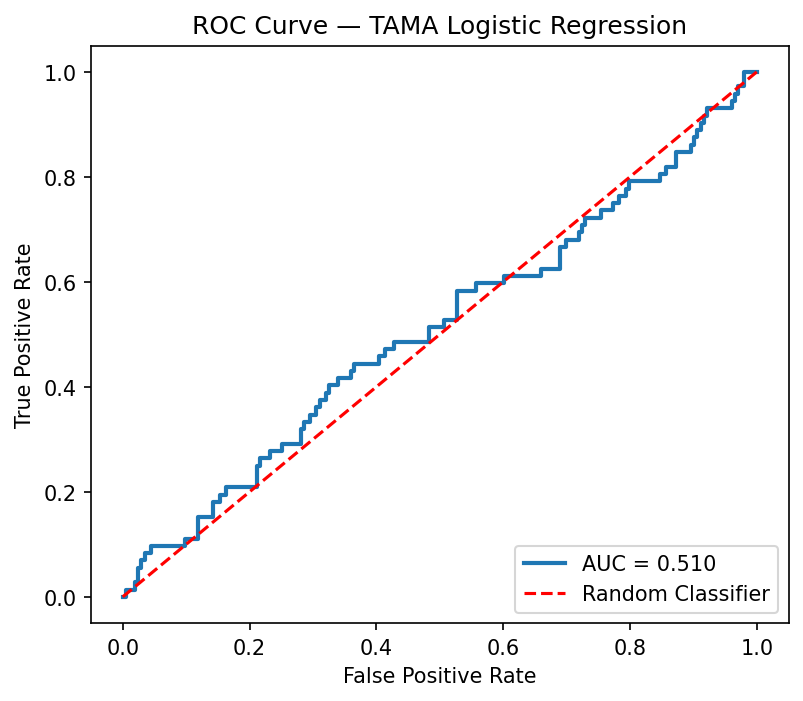 ROC Curve — TAMA Logistic Regression
True Positive Rate
1.0
0.8
0.6
0.4
0.2
0.0
0.0 0.2 0.4 0.6 0.8 1.0
False Positive Rate
AUC = 0.510
Random Classifier